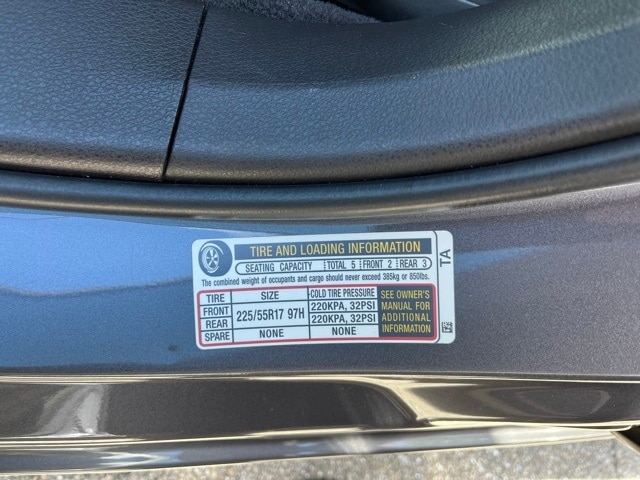 TIRE AND LOADING INFORMATION
SEATING CAPACITY TOTAL 5 FRONT 2 REAR 3
The combined weight of occupants and cargo should never exceed 385kg or 850lbs.
TIRE SIZE COLD TIRE PRESSURE
FRONT 225/55R17 97H 220KPA, 32PSI
REAR 220KPA, 32PSI
SPARE NONE NONE
SEE OWNER'S
MANUAL FOR
ADDITIONAL
INFORMATION
TA